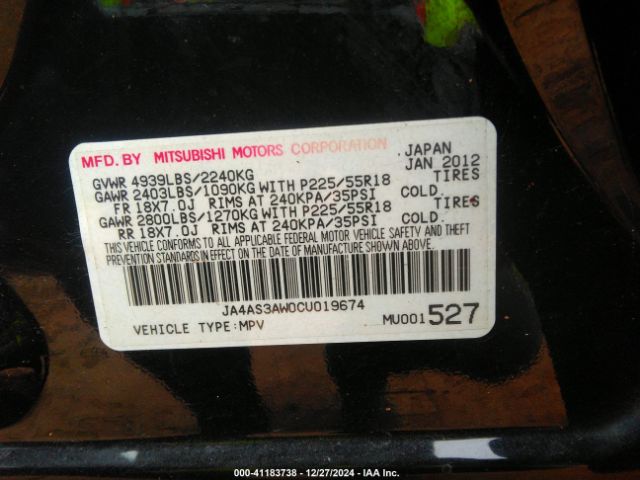 MFD. BY MITSUBISHI MOTORS CORPORATION JAPAN
GVWR 4939LBS/2240KG JAN 2012
GAWR 2403LBS/1090KG WITH P225/55R18 TIRES
FR 18X7.0J RIMS AT 240KPA/35PSI COLD.
GAWR 2800LBS/1270KG WITH P225/55R18 TIRES
RR 18X7.0J RIMS AT 240KPA/35PSI COLD.
THIS VEHICLE CONFORMS TO ALL APPLICABLE FEDERAL MOTOR VEHICLE SAFETY AND THEFT
PREVENTION STANDARDS IN EFFECT ON THE DATE OF MANUFACTURE SHOWN ABOVE.
JA4AS3AW0CU019674
VEHICLE TYPE:MPV MU001527
000-41183738 - 12/27/2024 - IAA Inc.